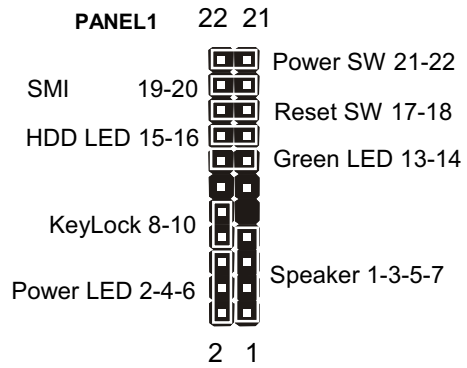 PANEL1 22 21
Power SW 21-22
SMI 19-20
Reset SW 17-18
HDD LED 15-16
Green LED 13-14
KeyLock 8-10
Speaker 1-3-5-7
Power LED 2-4-6
2 1